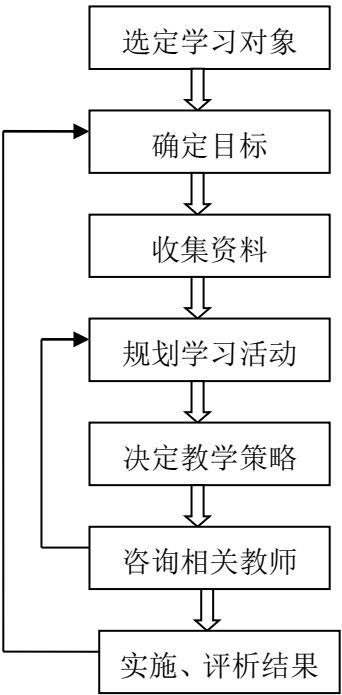 选定学习对象
确定目标
收集资料
规划学习活动
决定教学策略
咨询相关教师
实施、评析结果